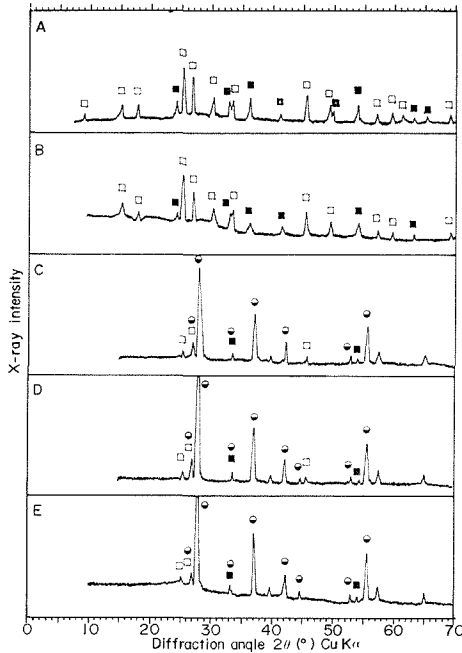 A
B
C
D
E
X-ray intensity
0 10 20 30 40 50 60 70
Diffraction angle 2θ (°) Cu Kα